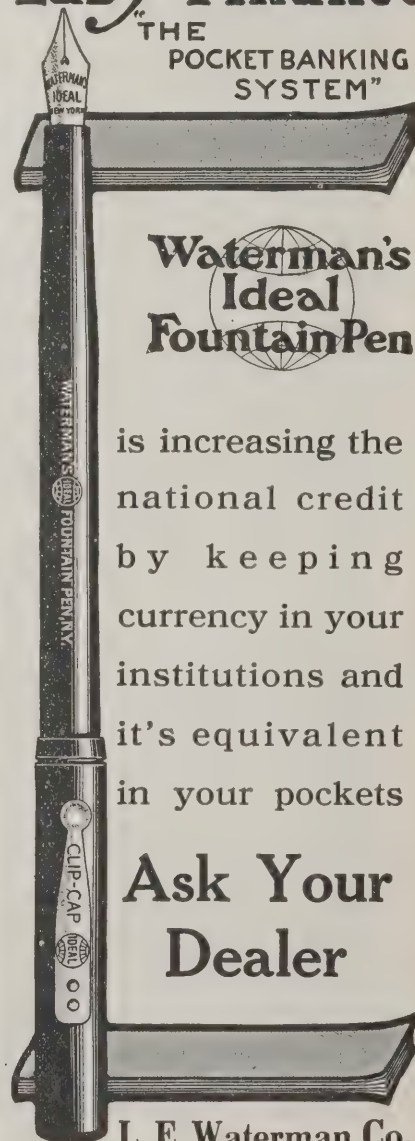 "THE
POCKET BANKING
SYSTEM"
WATERMAN'S
IDEAL
NEW YORK
Waterman's
Ideal
Fountain Pen
WATERMAN'S IDEAL FOUNTAIN PEN, N.Y.
is increasing the
national credit
by keeping
currency in your
institutions and
it's equivalent
in your pockets
CLIP-CAP IDEAL
Ask Your
Dealer
L. E. Waterman Co